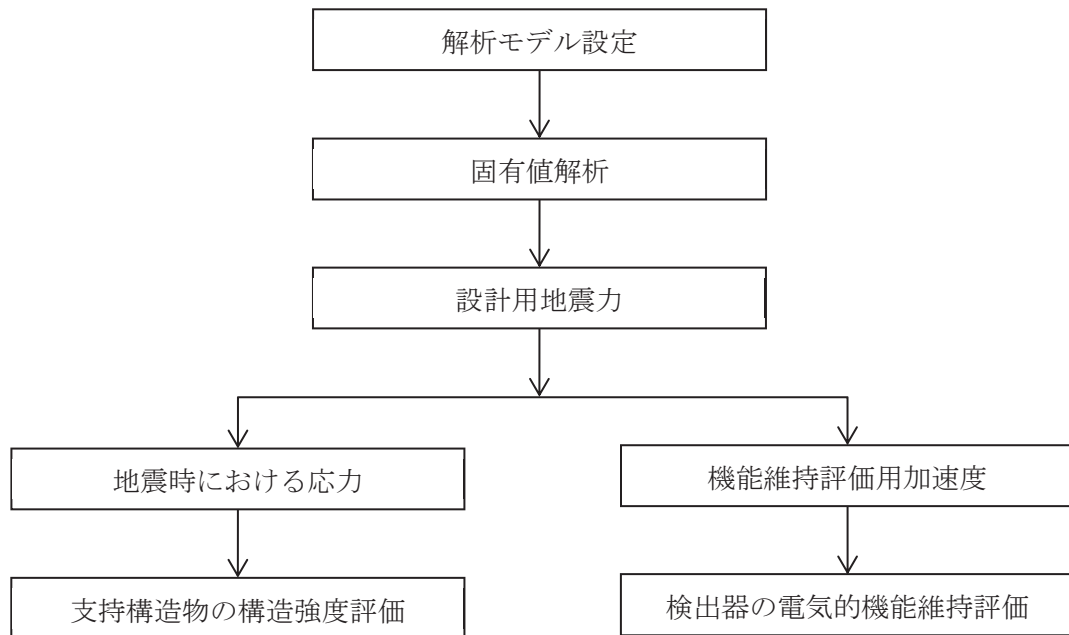 解析モデル設定
固有値解析
設計用地震力
地震時における応力
機能維持評価用加速度
支持構造物の構造強度評価
検出器の電気的機能維持評価